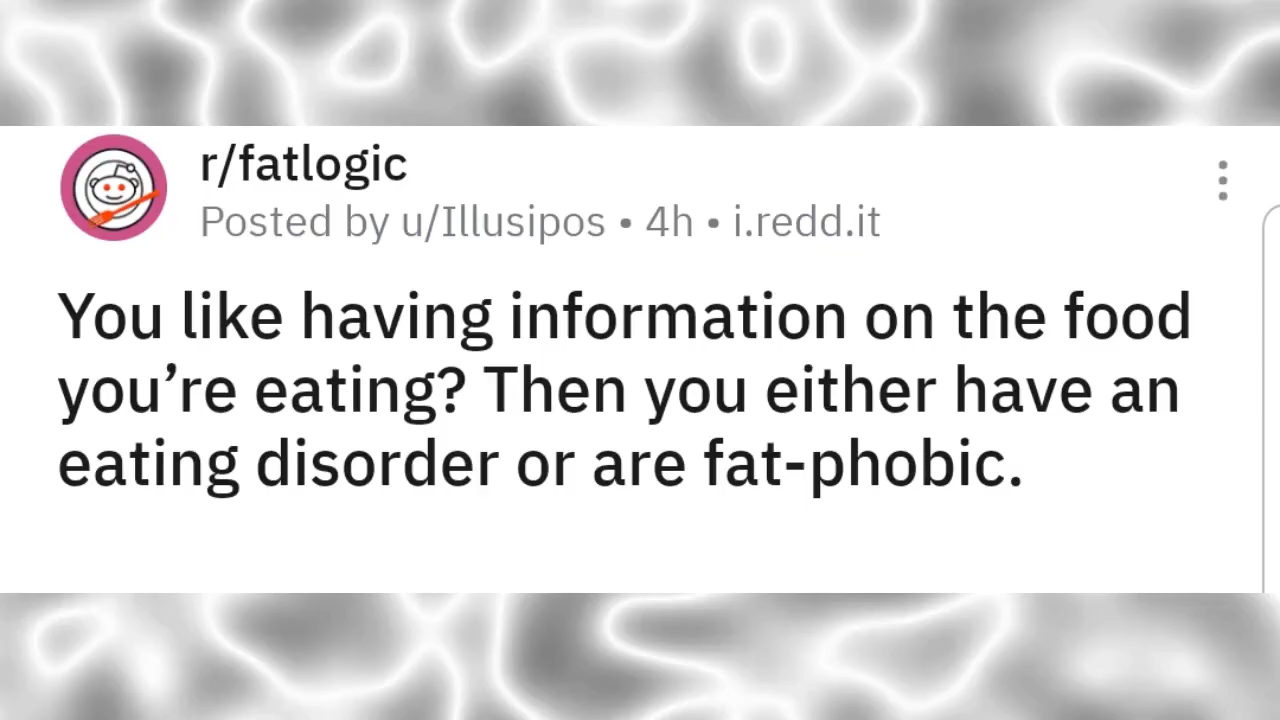 r/fatlogic
Posted by u/Illusipos • 4h • i.redd.it
You like having information on the food
you’re eating? Then you either have an
eating disorder or are fat-phobic.